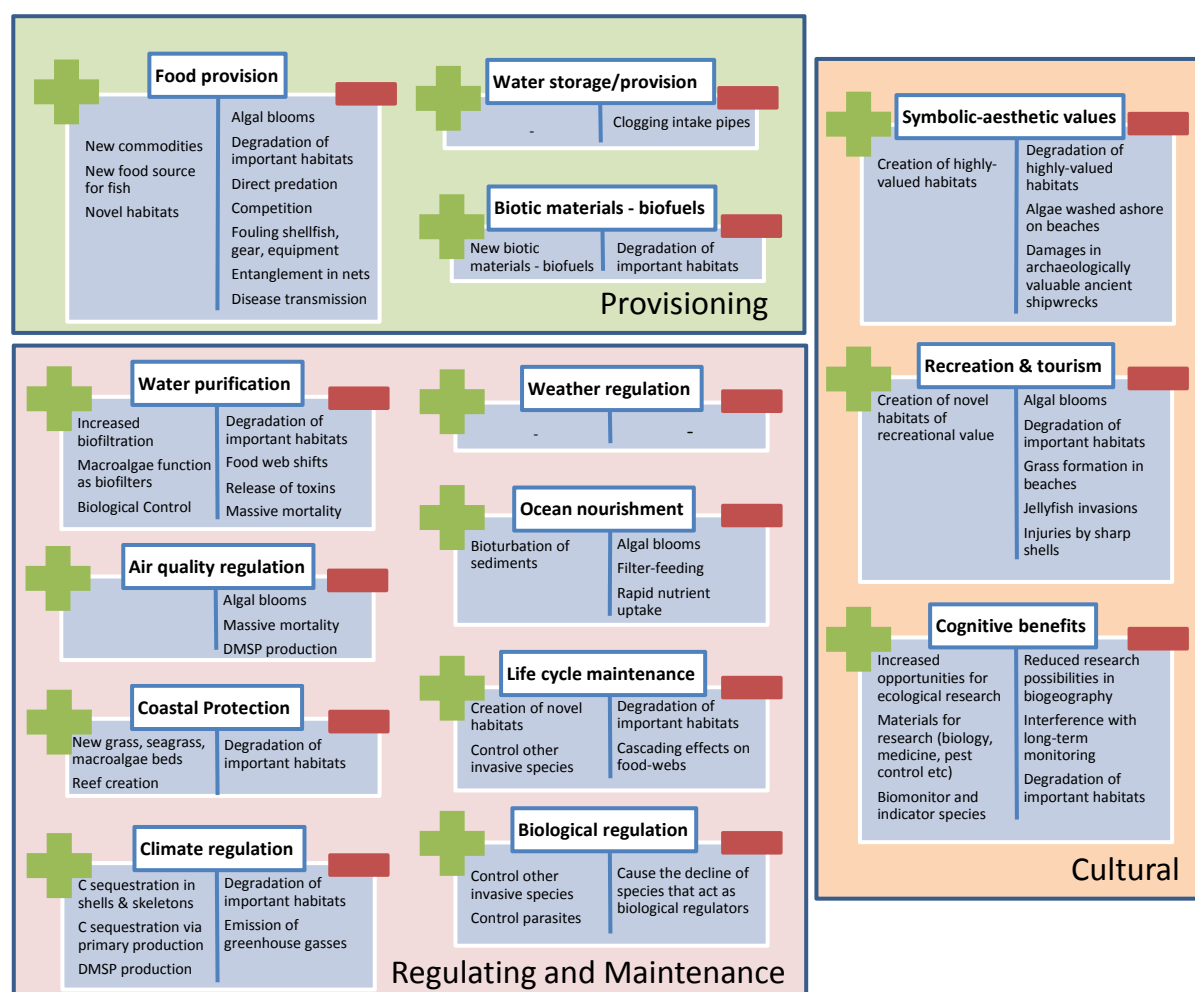 Food provision
New commodities
New food source
for fish
Novel habitats
Algal blooms
Degradation of
important habitats
Direct predation
Competition
Fouling shellfish,
gear, equipment
Entanglement in nets
Disease transmission
Water storage/provision
-
Clogging intake pipes
Biotic materials - biofuels
New biotic
materials - biofuels
Degradation of
important habitats
Provisioning
Water purification
Increased
biofiltration
Macroalgae function
as biofilters
Biological Control
Degradation of
important habitats
Food web shifts
Release of toxins
Massive mortality
Air quality regulation
Algal blooms
Massive mortality
DMSP production
Coastal Protection
New grass, seagrass,
macroalgae beds
Reef creation
Degradation of
important habitats
Climate regulation
C sequestration in
shells & skeletons
C sequestration via
primary production
DMSP production
Degradation of
important habitats
Emission of
greenhouse gasses
Weather regulation
-
-
Ocean nourishment
Bioturbation of
sediments
Algal blooms
Filter-feeding
Rapid nutrient
uptake
Life cycle maintenance
Creation of novel
habitats
Control other
invasive species
Degradation of
important habitats
Cascading effects on
food-webs
Biological regulation
Control other
invasive species
Control parasites
Cause the decline of
species that act as
biological regulators
Regulating and Maintenance
Symbolic-aesthetic values
Creation of highly-
valued habitats
Degradation of
highly-valued
habitats
Algae washed ashore
on beaches
Damages in
archaeologically
valuable ancient
shipwrecks
Recreation & tourism
Creation of novel
habitats of
recreational value
Algal blooms
Degradation of
important habitats
Grass formation in
beaches
Jellyfish invasions
Injuries by sharp
shells
Cognitive benefits
Increased
opportunities for
ecological research
Materials for
research (biology,
medicine, pest
control etc)
Biomonitor and
indicator species
Reduced research
possibilities in
biogeography
Interference with
long-term
monitoring
Degradation of
important habitats
Cultural